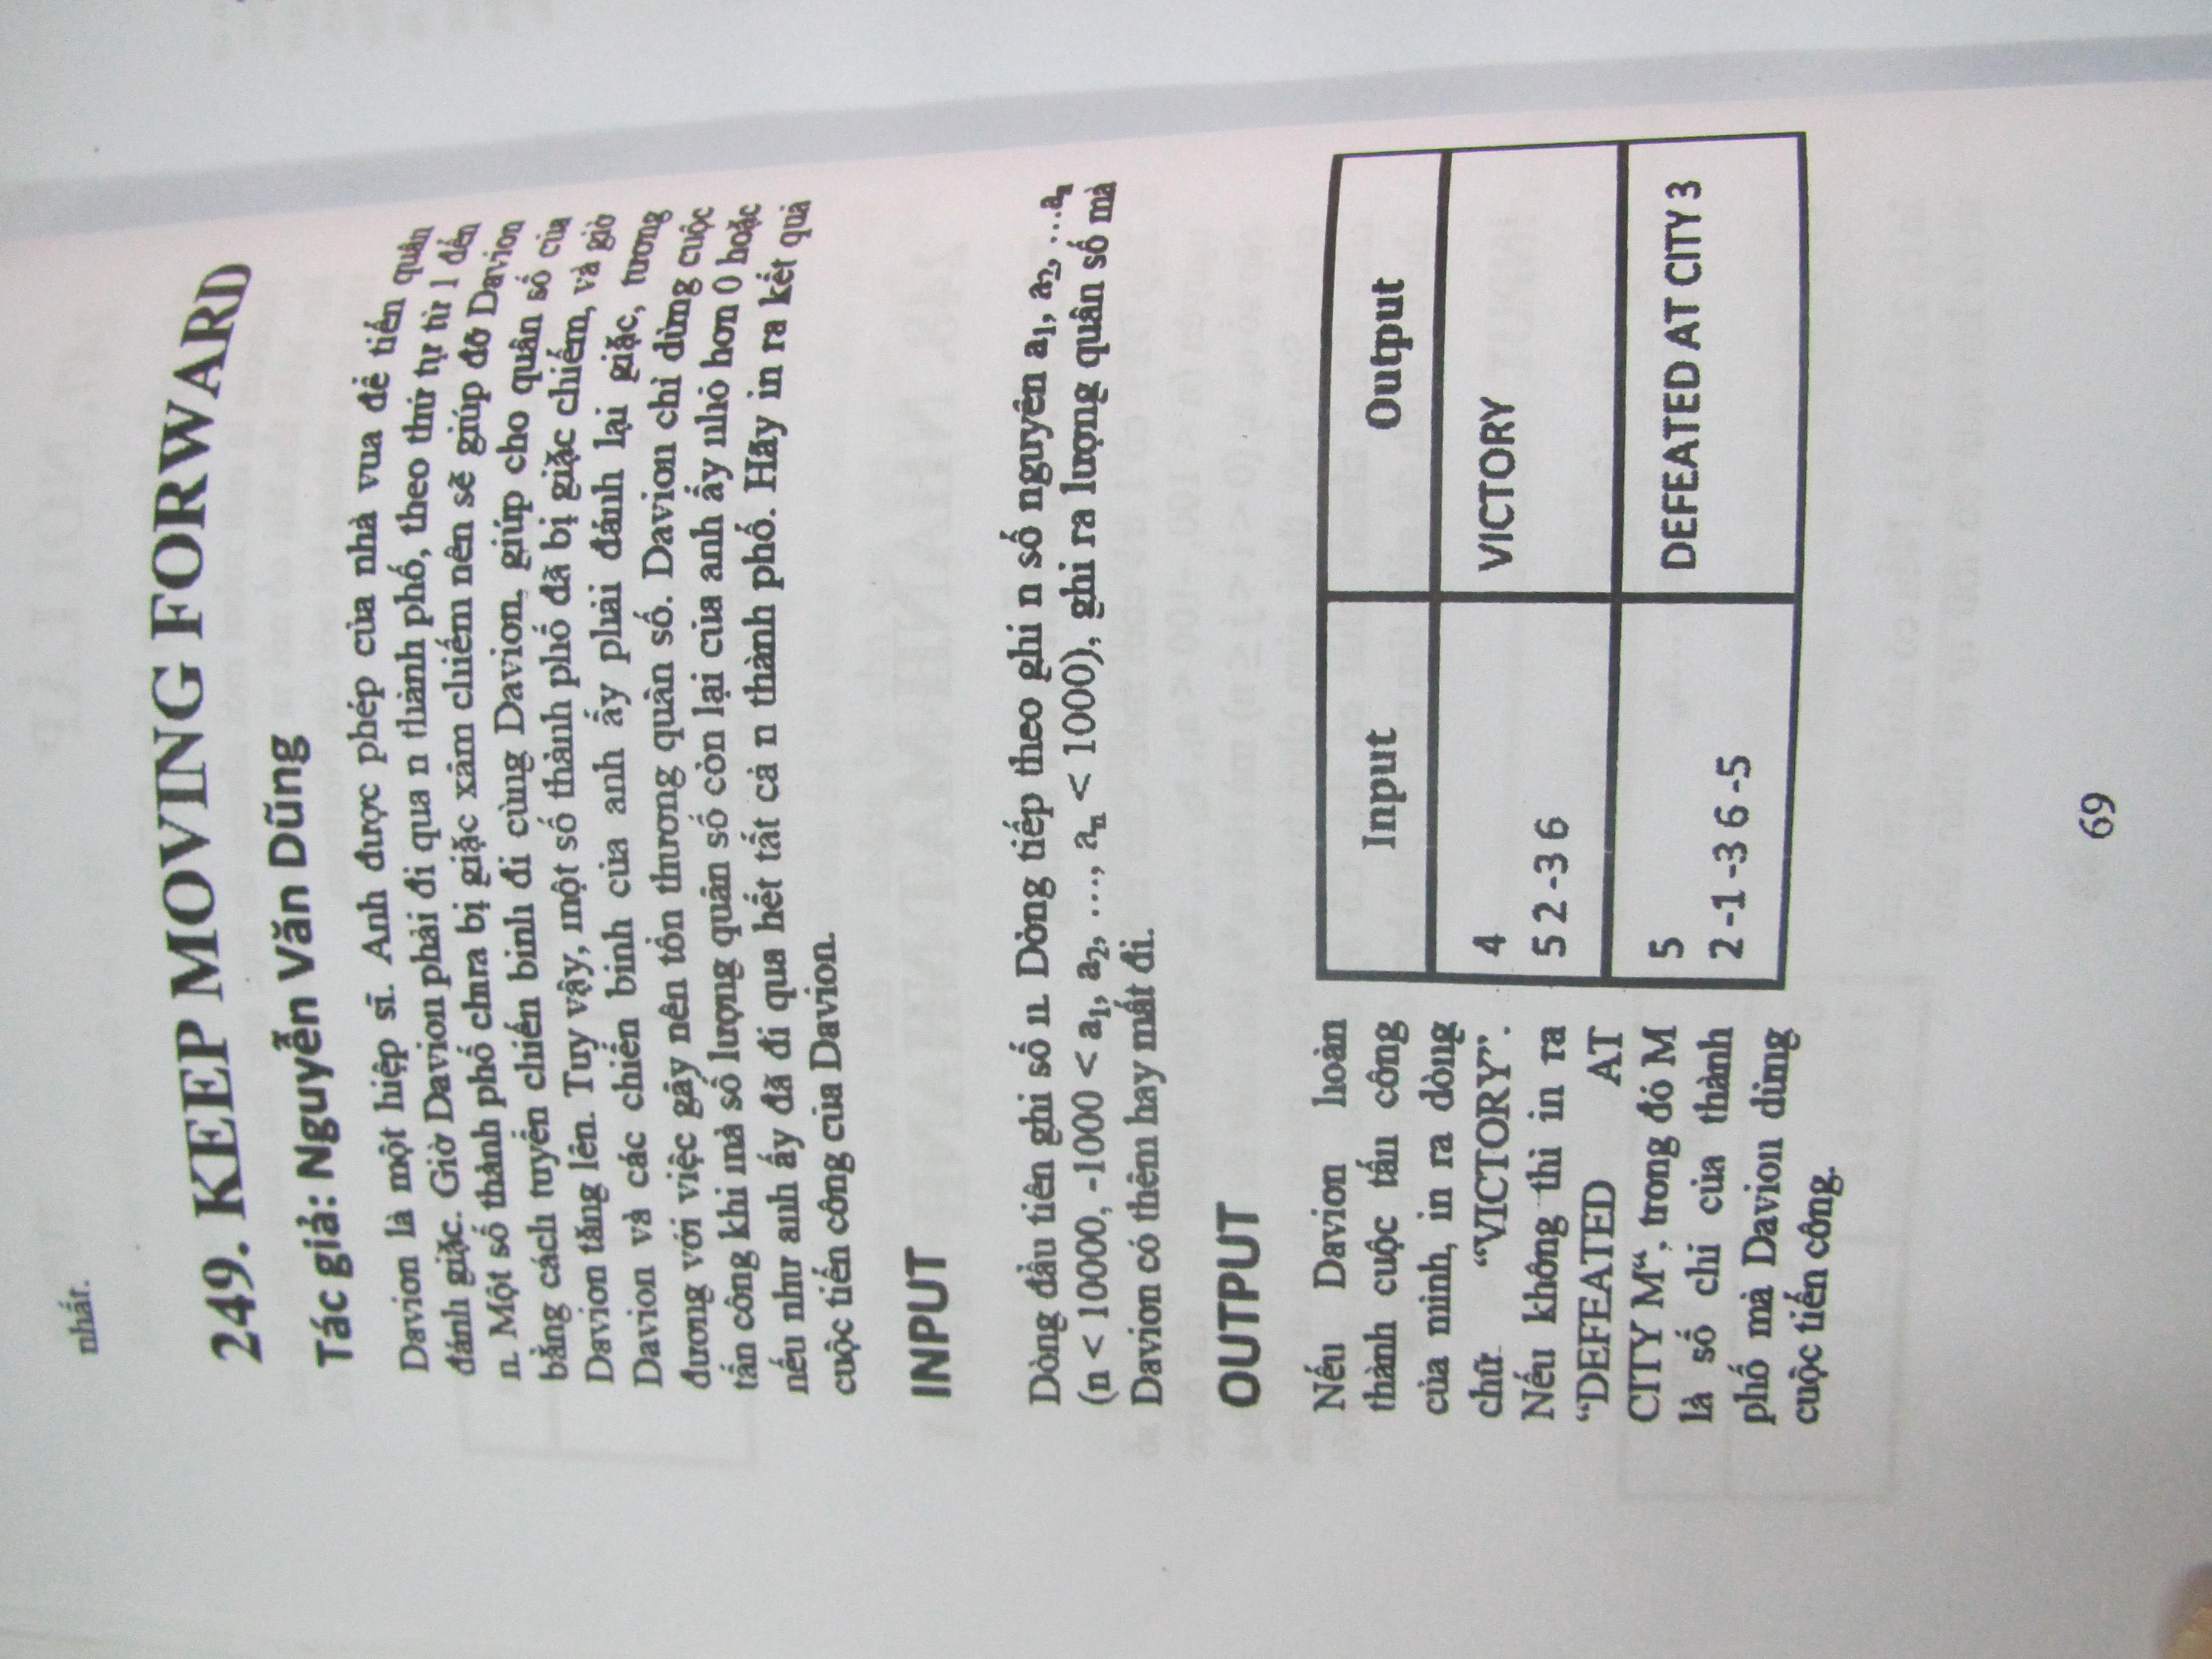 nhất.
249. KEEP MOVING FORWARD
Tác giả: Nguyễn Văn Dũng
Davion là một hiệp sĩ. Anh được phép của nhà vua để tiến quân
đánh giặc. Giờ Davion phải đi qua n thành phố, theo thứ tự từ 1 đến
n. Một số thành phố chưa bị giặc xâm chiếm nên sẽ giúp đỡ Davion
bằng cách tuyển chiến binh đi cùng Davion, giúp cho quân số của
Davion tăng lên. Tuy vậy, một số thành phố đã bị giặc chiếm, và giờ
Davion và các chiến binh của anh ấy phải đánh lại giặc, tương
đương với việc gây nên tổn thương quân số. Davion chỉ dừng cuộc
tấn công khi mà số lượng quân số còn lại của anh ấy nhỏ hơn 0 hoặc
nếu như anh ấy đã đi qua hết tất cả n thành phố. Hãy in ra kết quả
cuộc tiến công của Davion.
INPUT
Dòng đầu tiên ghi số n. Dòng tiếp theo ghi n số nguyên a₁, a₂, …aₙ
(n < 10000, -1000 < a₁, a₂, …, aₙ < 1000), ghi ra lượng quân số mà
Davion có thêm hay mất đi.
OUTPUT
Nếu Davion hoàn
thành cuộc tấn công
của mình, in ra dòng
chữ “VICTORY”.
Nếu không thì in ra
“DEFEATED AT
CITY M“, trong đó M
là số chỉ của thành
phố mà Davion dừng
cuộc tiến công.
Input Output
4 VICTORY
5 2 -3 6
5 DEFEATED AT CITY 3
2 -1 -3 6 -5
69